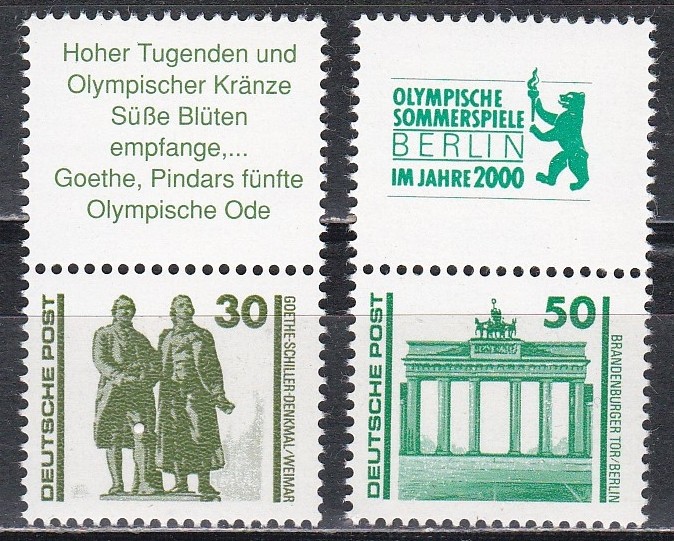 Hoher Tugenden und
Olympischer Kränze
Süße Blüten
empfange,...
Goethe, Pindars fünfte
Olympische Ode
OLYMPISCHE
SOMMERSPIELE
BERLIN
IM JAHRE 2000
DEUTSCHE POST
30
GOETHE-SCHILLER-DENKMAL/WEIMAR
DEUTSCHE POST
50
BRANDENBURGER TOR/BERLIN